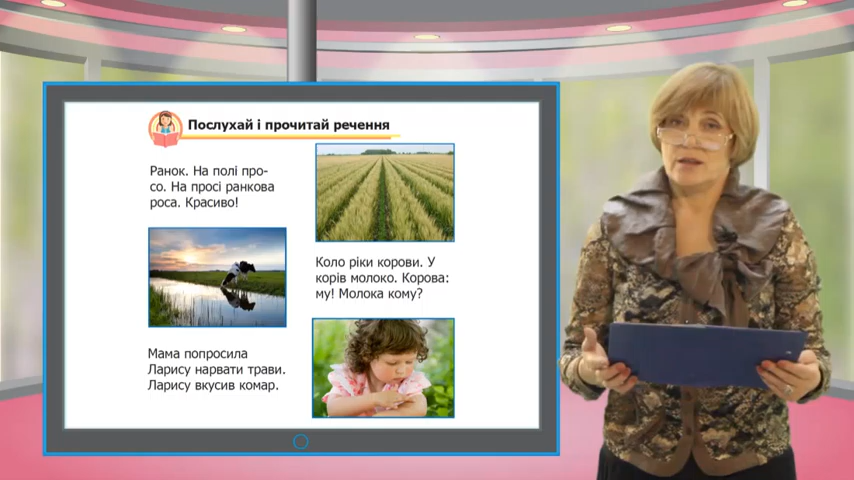 Послухай і прочитай речення
Ранок. На полі про-
со. На просі ранкова
роса. Красиво!
Коло ріки корови. У
корів молоко. Корова:
му! Молока кому?
Мама попросила
Ларису нарвати трави.
Ларису вкусив комар.